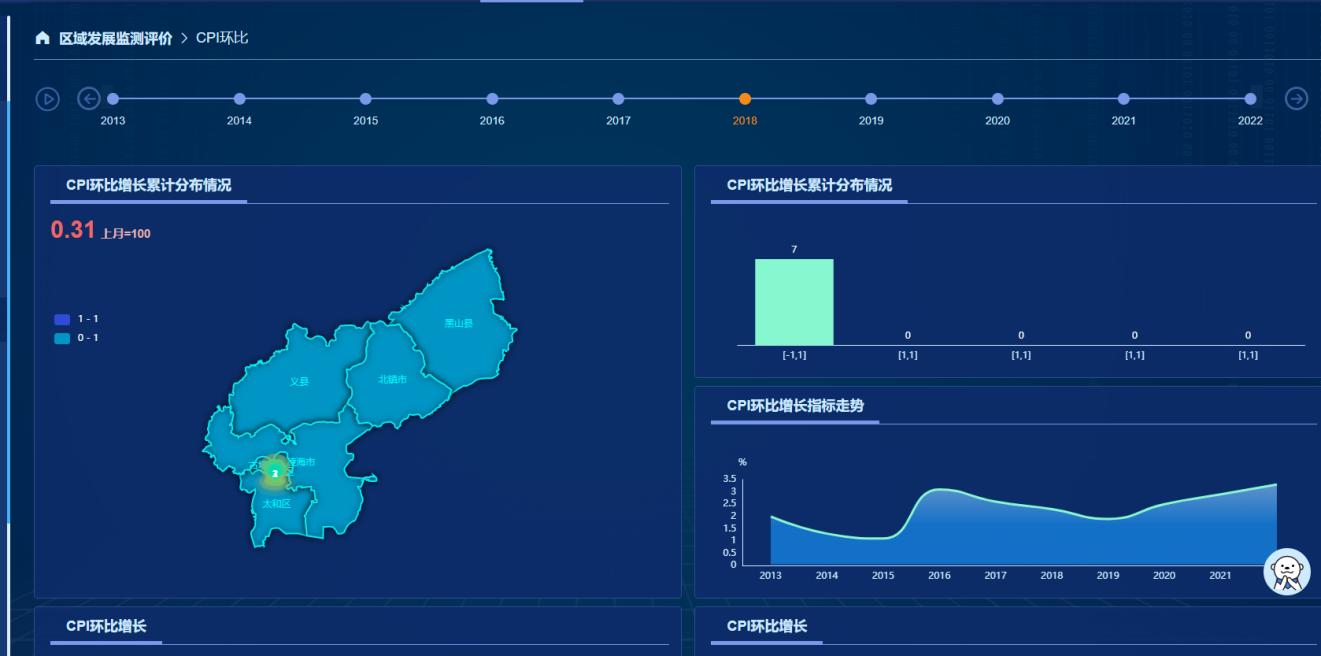 区域发展监测评价 > CPI环比
2013 2014 2015 2016 2017 2018 2019 2020 2021 2022
CPI环比增长累计分布情况
0.31 上月=100
1 - 1
0 - 1
黑山县
北镇市
义县
凌海市
2
太和区
CPI环比增长累计分布情况
7 0 0 0 0
[-1,1] [1,1] [1,1] [1,1] [1,1]
CPI环比增长指标走势
%
3.5
3
2.5
2
1.5
1
0.5
0
2013 2014 2015 2016 2017 2018 2019 2020 2021
CPI环比增长
CPI环比增长